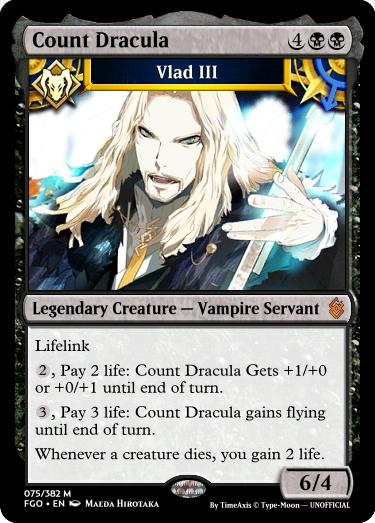 Count Dracula 4
Vlad III
Legendary Creature — Vampire Servant
Lifelink
2, Pay 2 life: Count Dracula Gets +1/+0
or +0/+1 until end of turn.
3, Pay 3 life: Count Dracula gains flying
until end of turn.
Whenever a creature dies, you gain 2 life.
6/4
075/382 M
FGO • EN Maeda Hirotaka
By TimeAxis © Type-Moon — UNOFFICIAL